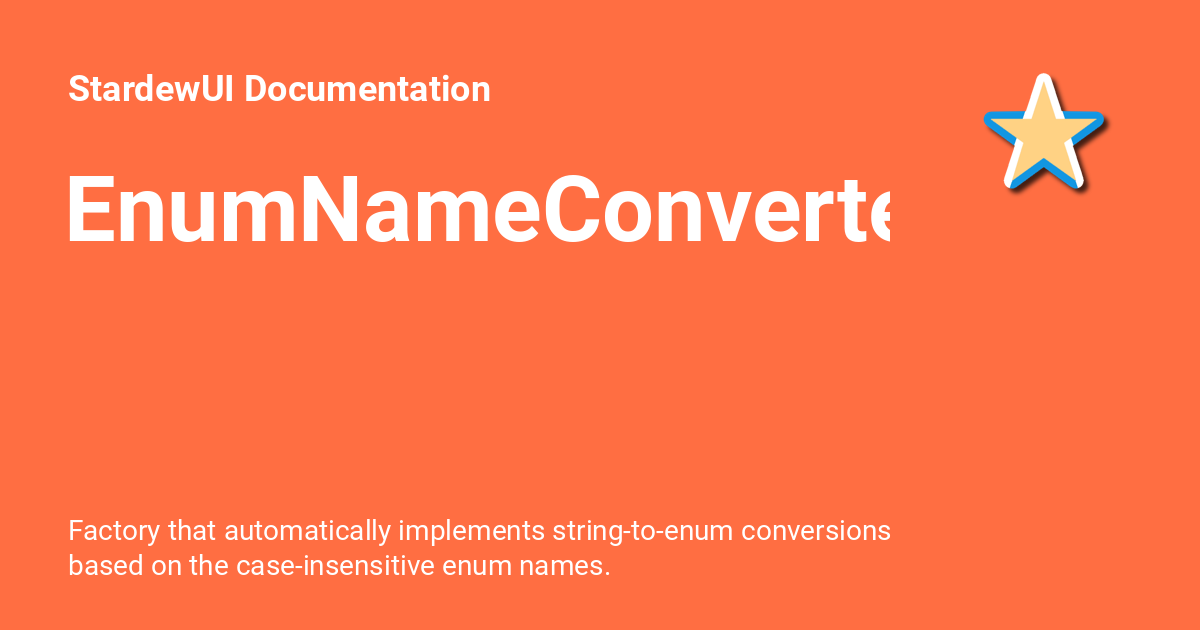 StardewUI Documentation
EnumNameConverte
Factory that automatically implements string-to-enum conversions
based on the case-insensitive enum names.